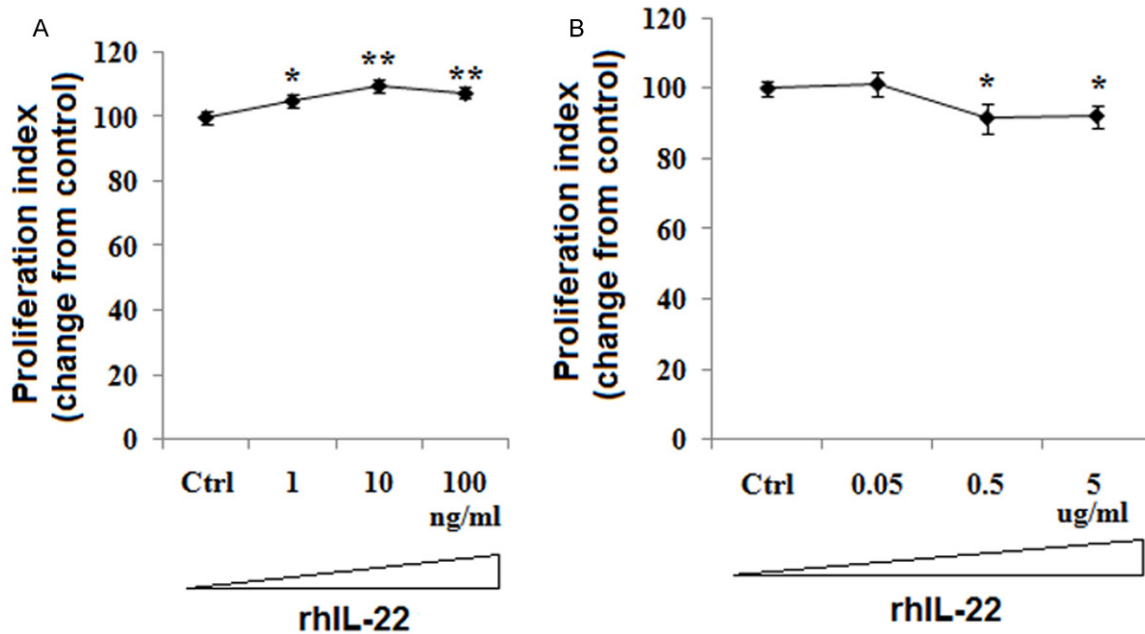 A
Proliferation index
(change from control)
120
100
80
60
40
20
0
*
**
**
Ctrl 1 10 100
ng/ml
rhIL-22
B
Proliferation index
(change from control)
120
100
80
60
40
20
0
*
*
Ctrl 0.05 0.5 5
ug/ml
rhIL-22